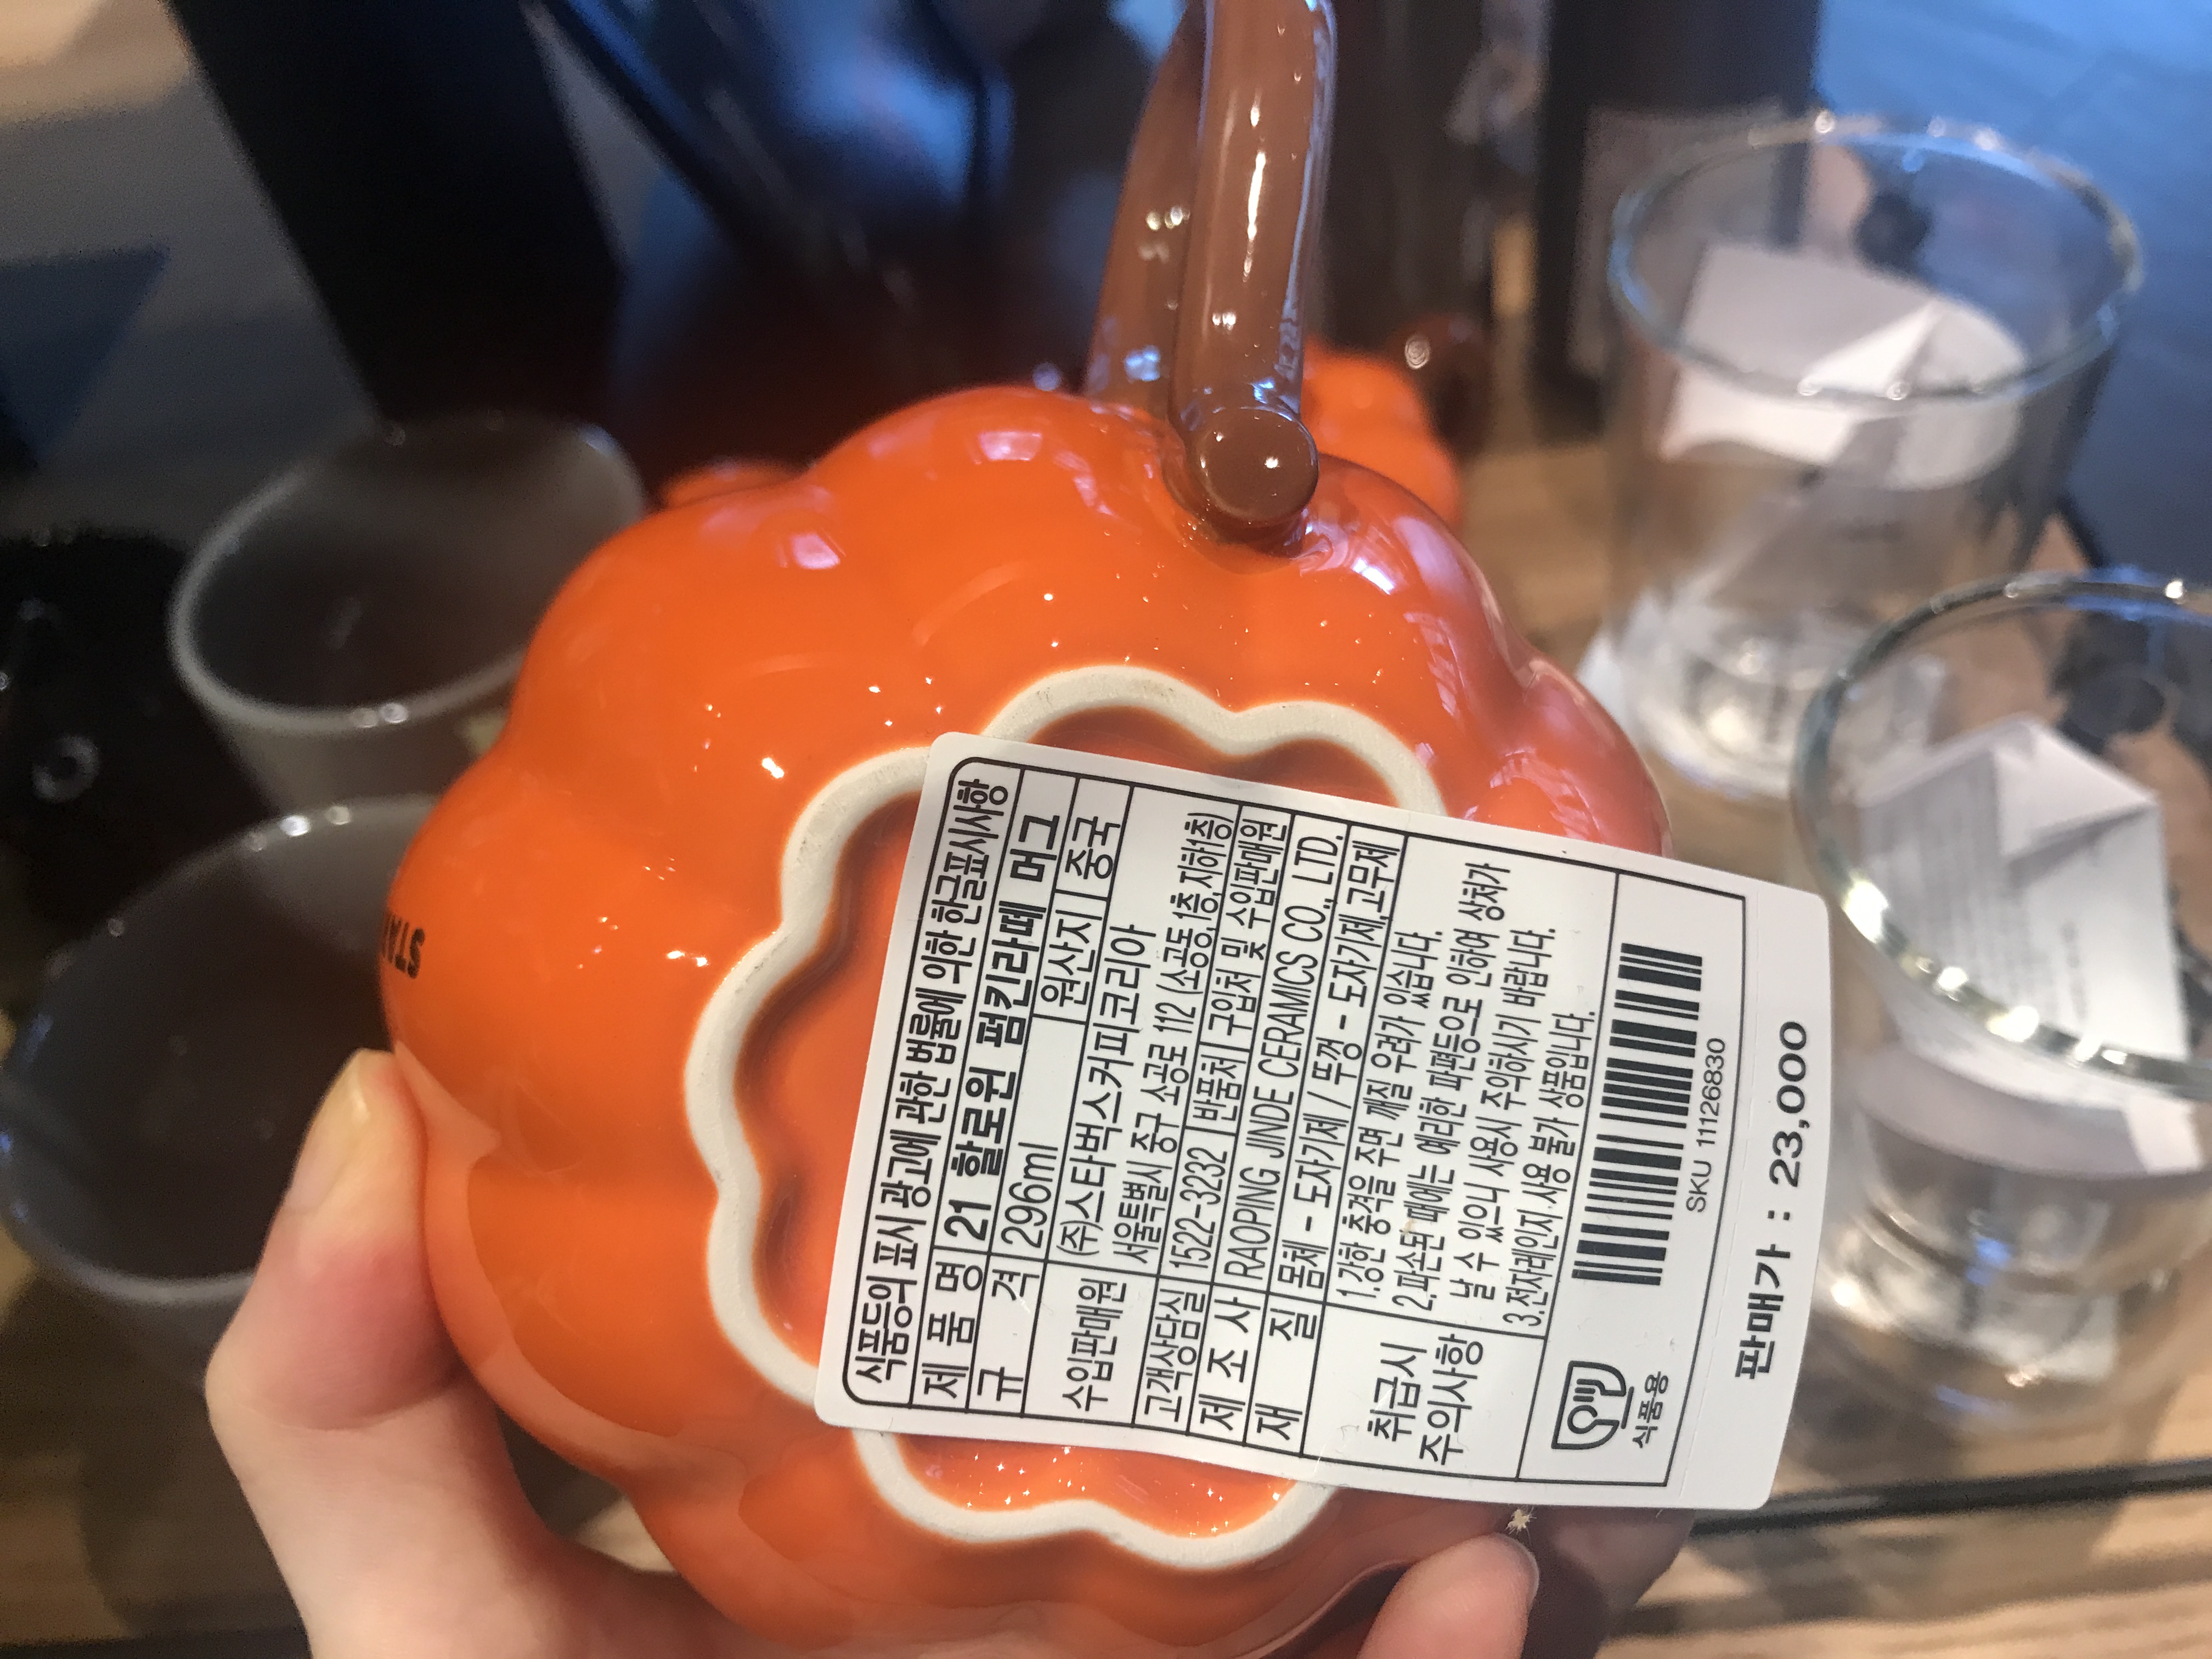 식품등의 표시 광고에 관한 법률에 의한 한글표시사항
제 품 명 21 할로윈 펌킨라떼 머그
규 격 296ml 원산지 중국
수입판매원 (주)스타벅스커피코리아
서울특별시 중구 소공로 112 (소공동,1층,지하1층)
고객상담실 1522-3232 반품처 구입처 및 수입판매원
제 조 사 RAOPING JINDE CERAMICS CO., LTD.
재 질 몸체 - 도자기제 / 뚜껑 - 도자기제,고무제
취급시 주의사항
1.강한 충격을 주면 깨질 우려가 있습니다.
2.파손된 때에는 예리한 파편등으로 인하여 상처가
날 수 있으니 사용시 주의하시기 바랍니다.
3.전자레인지 사용 불가 상품입니다.
식품용
SKU 11126830
판매가 : 23,000
STA